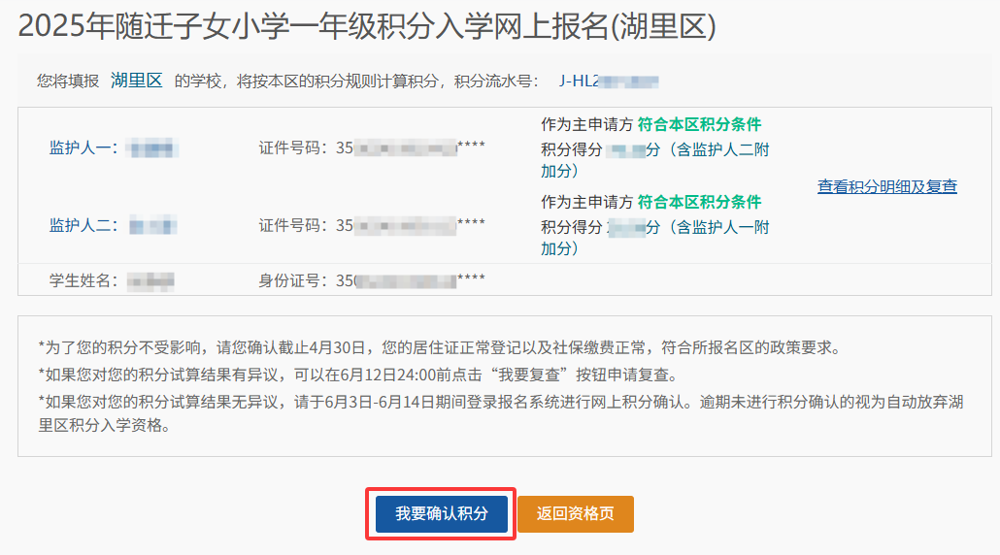 2025年随迁子女小学一年级积分入学网上报名(湖里区)
您将填报 湖里区 的学校，将按本区的积分规则计算积分，积分流水号： J-HL2
监护人一： 证件号码：35 **** 作为主申请方 符合本区积分条件
积分得分 分（含监护人二附
加分）
查看积分明细及复查
监护人二： 证件号码：35 **** 作为主申请方 符合本区积分条件
积分得分 分（含监护人一附
加分）
学生姓名： 身份证号：350 ****
*为了您的积分不受影响，请您确认截止4月30日，您的居住证正常登记以及社保缴费正常，符合所报名区的政策要求。
*如果您对您的积分试算结果有异议，可以在6月12日24:00前点击“我要复查”按钮申请复查。
*如果您对您的积分试算结果无异议，请于6月3日-6月14日期间登录报名系统进行网上积分确认。逾期未进行积分确认的视为自动放弃湖
里区积分入学资格。
我要确认积分 返回资格页